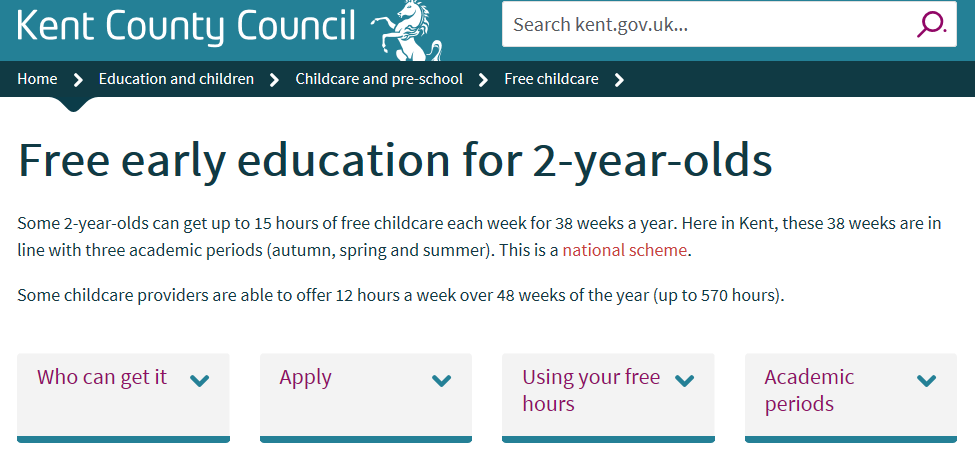 Kent County Council
Search kent.gov.uk...
Home Education and children Childcare and pre-school Free childcare
Free early education for 2-year-olds
Some 2-year-olds can get up to 15 hours of free childcare each week for 38 weeks a year. Here in Kent, these 38 weeks are in
line with three academic periods (autumn, spring and summer). This is a national scheme.
Some childcare providers are able to offer 12 hours a week over 48 weeks of the year (up to 570 hours).
Who can get it
Apply
Using your free
hours
Academic
periods